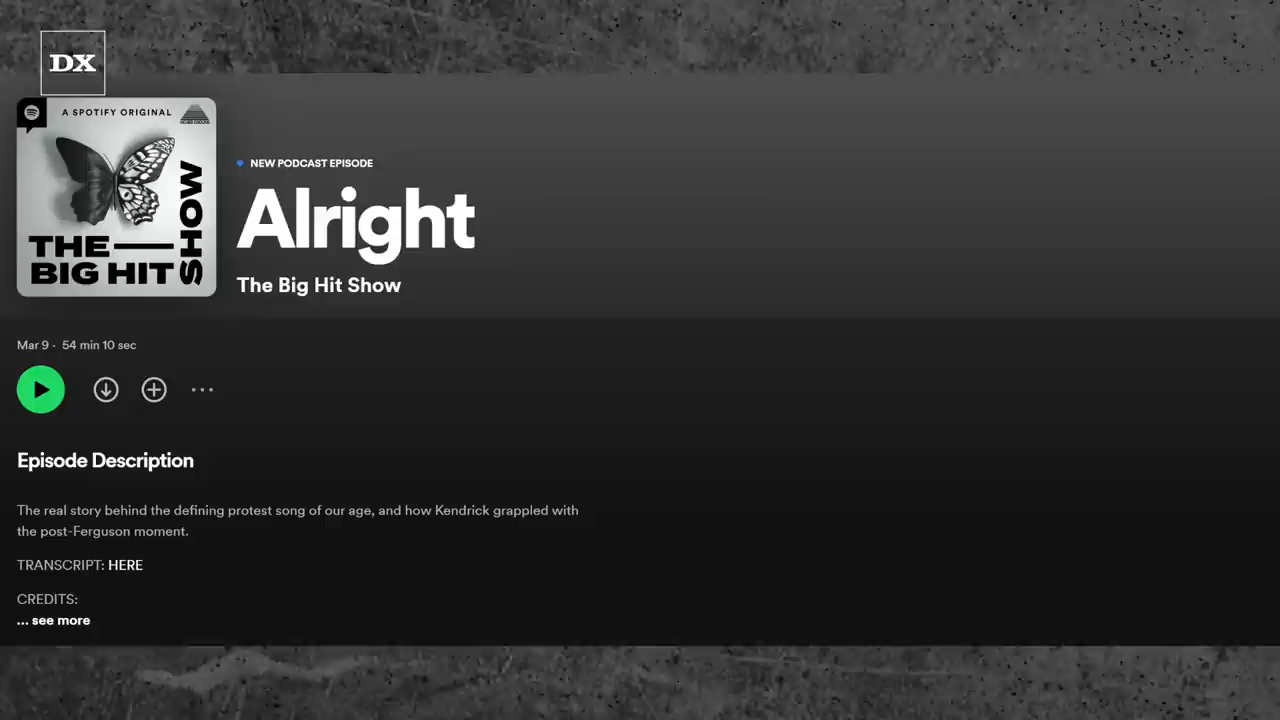 DX
A SPOTIFY ORIGINAL
THE
BIG HIT
SHOW
NEW PODCAST EPISODE
Alright
The Big Hit Show
Mar 9 · 54 min 10 sec
Episode Description
The real story behind the defining protest song of our age, and how Kendrick grappled with
the post-Ferguson moment.
TRANSCRIPT: HERE
CREDITS:
... see more